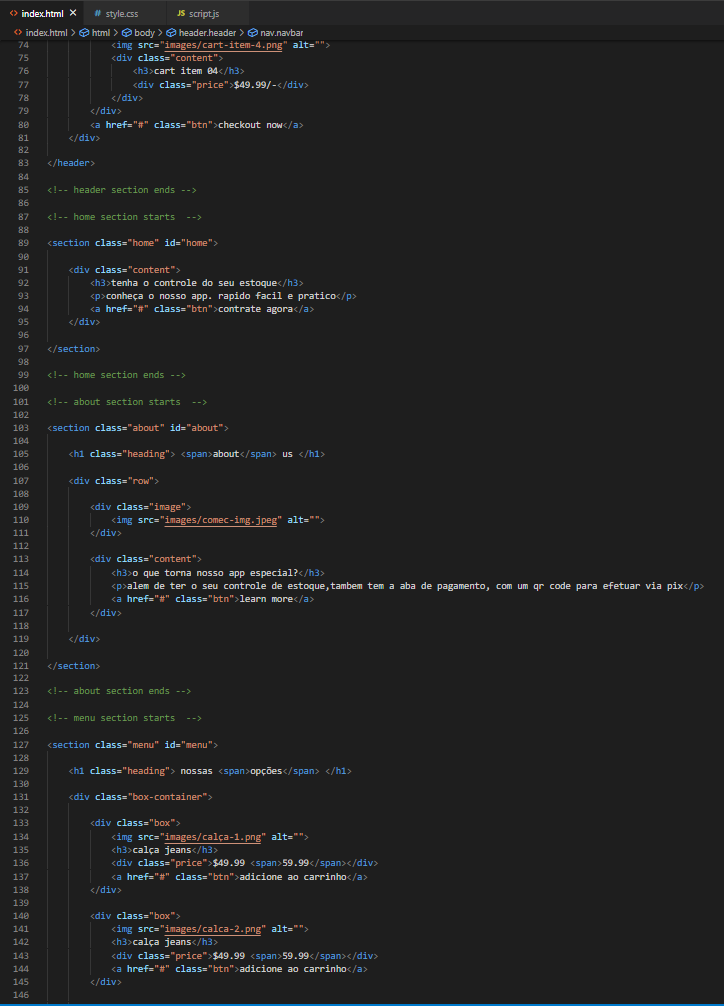 index.html
style.css
script.js
index.html > html > body > header.header > nav.navbar
74 <img src="images/cart-item-4.png" alt="">
75 <div class="content">
76 <h3>cart item 04</h3>
77 <div class="price">$49.99/-</div>
78 </div>
79 </div>
80 <a href="#" class="btn">checkout now</a>
81 </div>
82
83 </header>
84
85 <!-- header section ends -->
86
87 <!-- home section starts  -->
88
89 <section class="home" id="home">
90
91 <div class="content">
92 <h3>tenha o controle do seu estoque</h3>
93 <p>conheça o nosso app. rapido facil e pratico</p>
94 <a href="#" class="btn">contrate agora</a>
95 </div>
96
97 </section>
98
99 <!-- home section ends -->
100
101 <!-- about section starts  -->
102
103 <section class="about" id="about">
104
105 <h1 class="heading"> <span>about</span> us </h1>
106
107 <div class="row">
108
109 <div class="image">
110 <img src="images/comec-img.jpeg" alt="">
111 </div>
112
113 <div class="content">
114 <h3>o que torna nosso app especial?</h3>
115 <p>alem de ter o seu controle de estoque,tambem tem a aba de pagamento, com um qr code para efetuar via pix</p>
116 <a href="#" class="btn">learn more</a>
117 </div>
118
119 </div>
120
121 </section>
122
123 <!-- about section ends -->
124
125 <!-- menu section starts  -->
126
127 <section class="menu" id="menu">
128
129 <h1 class="heading"> nossas <span>opções</span> </h1>
130
131 <div class="box-container">
132
133 <div class="box">
134 <img src="images/calça-1.png" alt="">
135 <h3>calça jeans</h3>
136 <div class="price">$49.99 <span>59.99</span></div>
137 <a href="#" class="btn">adicione ao carrinho</a>
138 </div>
139
140 <div class="box">
141 <img src="images/calca-2.png" alt="">
142 <h3>calça jeans</h3>
143 <div class="price">$49.99 <span>59.99</span></div>
144 <a href="#" class="btn">adicione ao carrinho</a>
145 </div>
146